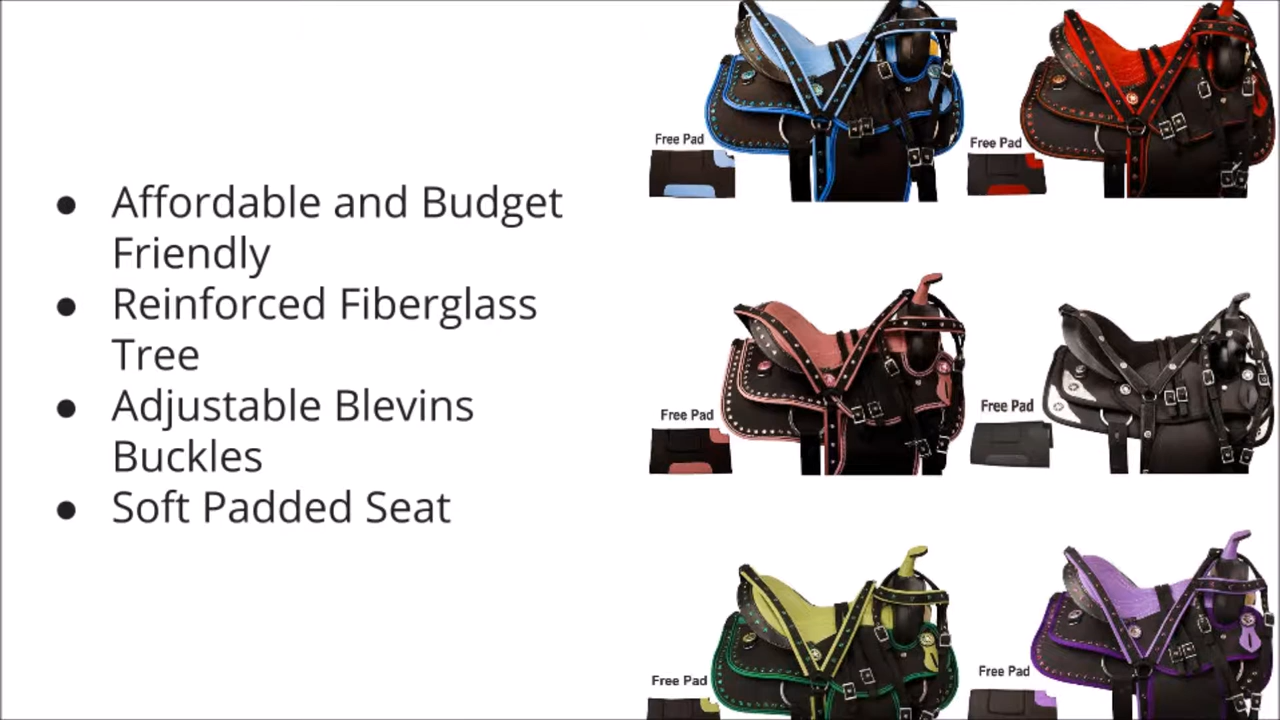 ● Affordable and Budget
Friendly
● Reinforced Fiberglass
Tree
● Adjustable Blevins
Buckles
● Soft Padded Seat
Free Pad
Free Pad
Free Pad
Free Pad
Free Pad
Free Pad